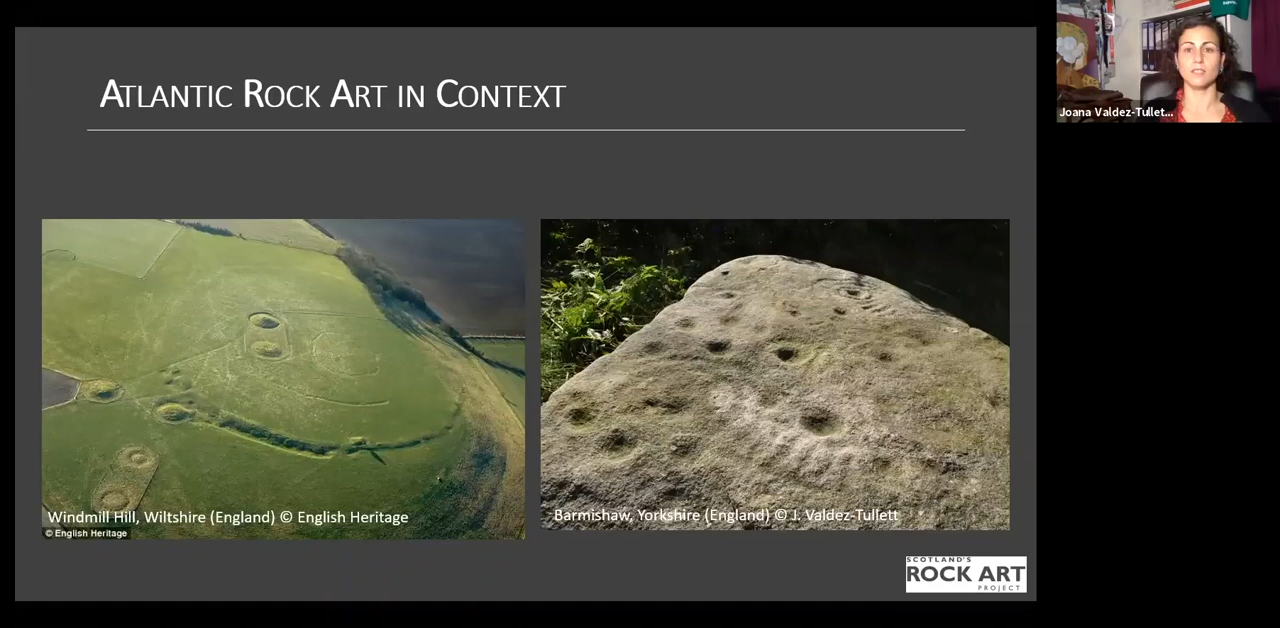 ATLANTIC ROCK ART IN CONTEXT
Joana Valdez-Tullet...
Windmill Hill, Wiltshire (England) © English Heritage
© English Heritage
Barmishaw, Yorkshire (England) © J. Valdez-Tullett
SCOTLAND'S
ROCK ART
PROJECT